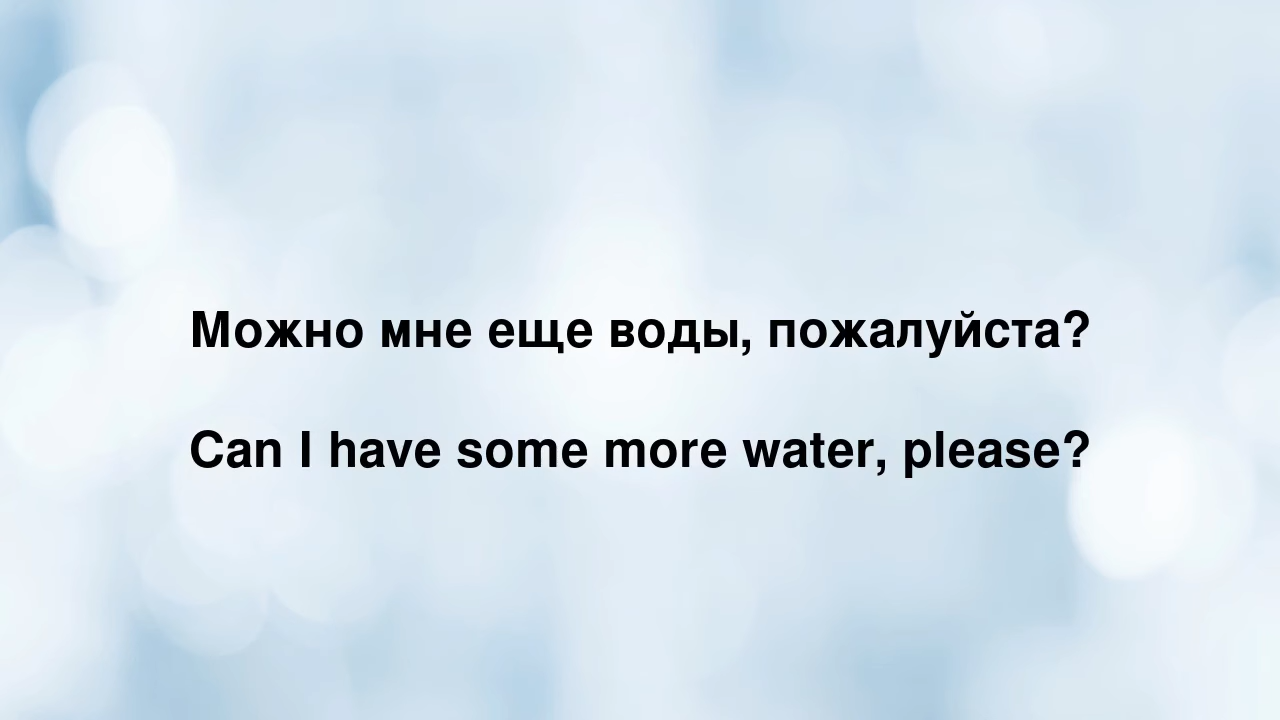 Можно мне еще воды, пожалуйста?
Can I have some more water, please?